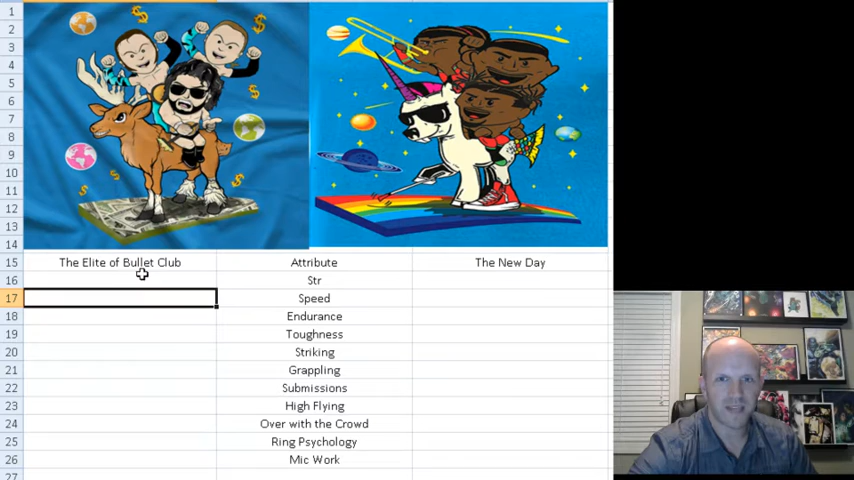 1
2
3
4
5
6
7
8
9
10
11
12
13
14
15 The Elite of Bullet Club Attribute The New Day
16 Str
17 Speed
18 Endurance
19 Toughness
20 Striking
21 Grappling
22 Submissions
23 High Flying
24 Over with the Crowd
25 Ring Psychology
26 Mic Work
27